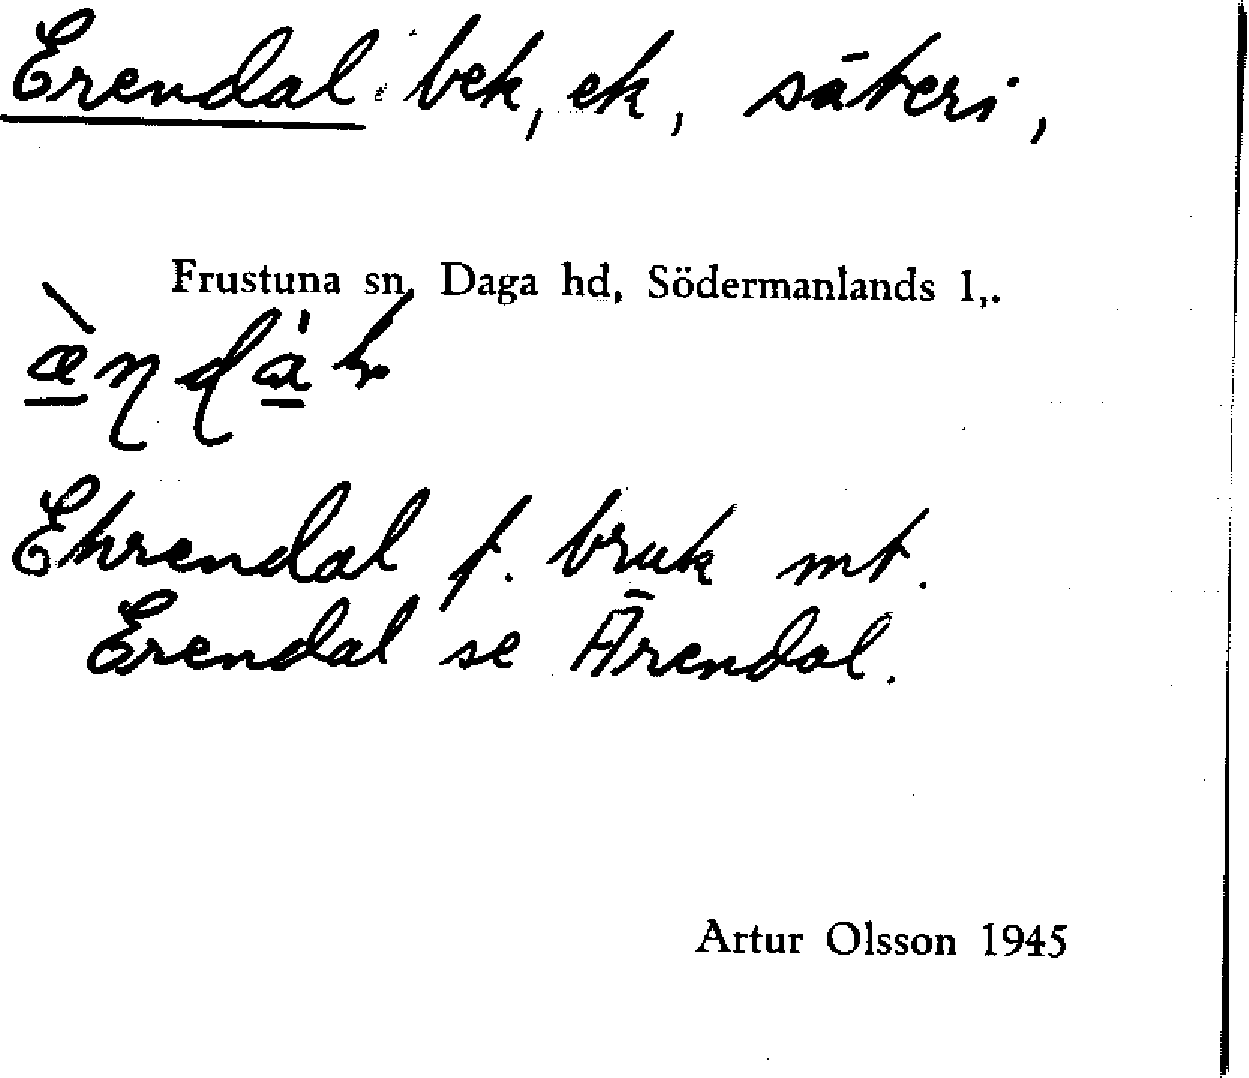 Erendal bek, ek, säteri,
Frustuna sn, Daga hd, Södermanlands l,.
Ehrendal f. bruk mt.
Erendal se Ärendal.
Artur Olsson 1945